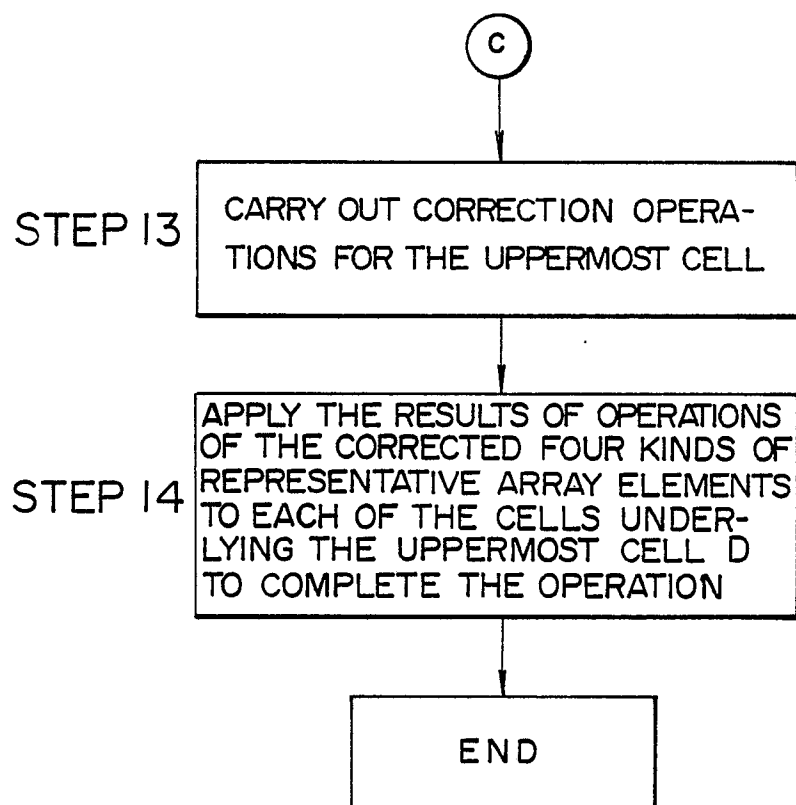 C
STEP 13
CARRY OUT CORRECTION OPERA-
TIONS FOR THE UPPERMOST CELL
STEP 14
APPLY THE RESULTS OF OPERATIONS
OF THE CORRECTED FOUR KINDS OF
REPRESENTATIVE ARRAY ELEMENTS
TO EACH OF THE CELLS UNDER-
LYING THE UPPERMOST CELL D
TO COMPLETE THE OPERATION
END